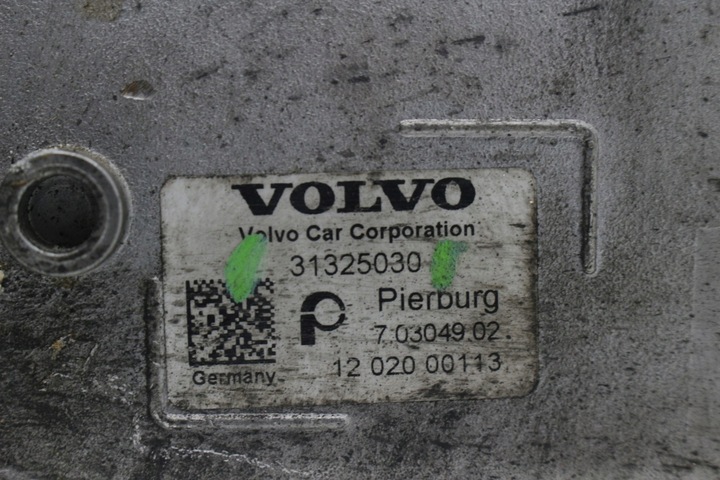 VOLVO
Volvo Car Corporation
31325030
Pierburg
7.03049.02.
Germany 12 020 00113